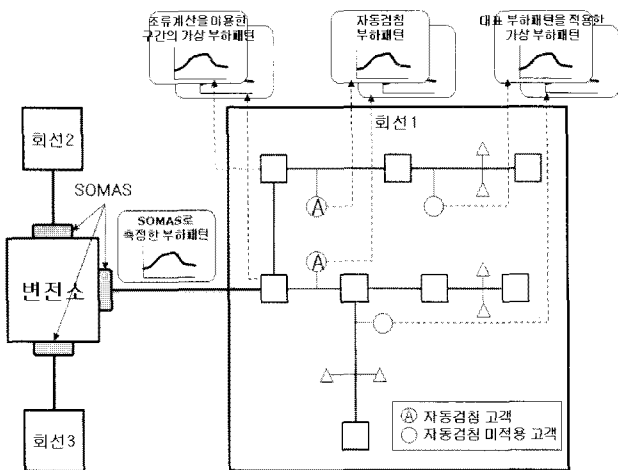 조류계산을 이용한
구간의 가상 부하패턴
자동검침
부하패턴
대표 부하패턴을 적용한
가상 부하패턴
회선1
회선2
SOMAS
SOMAS로
측정한 부하패턴
변전소
회선3
A
A
A 자동검침 고객
자동검침 미적용 고객